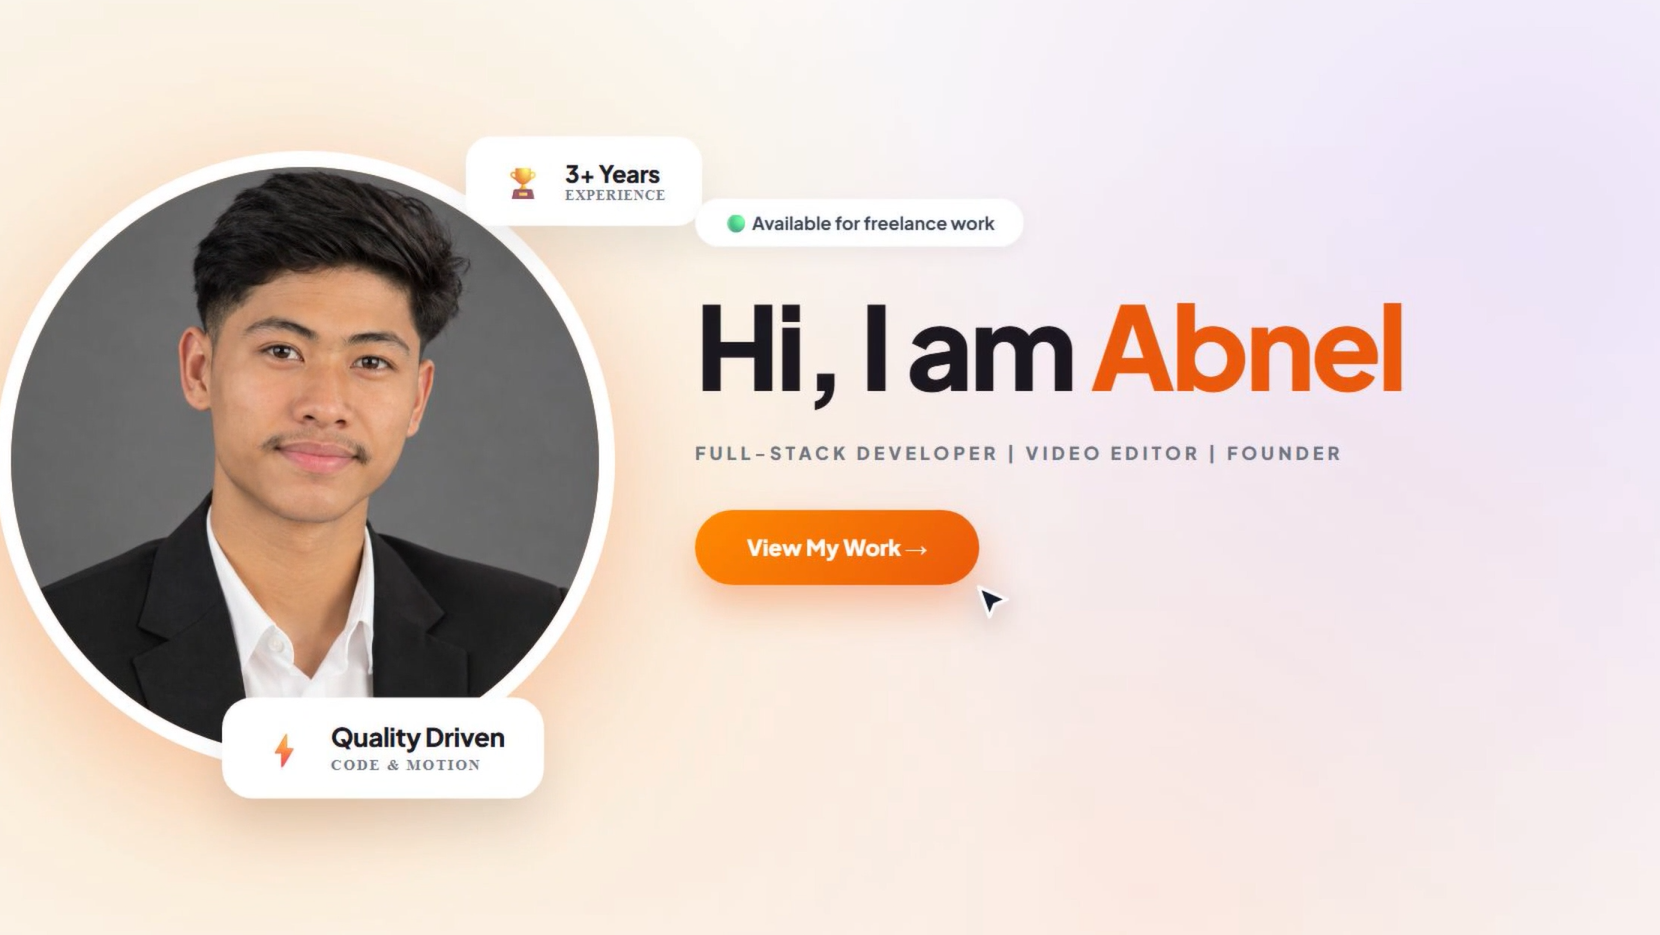 3+ Years
EXPERIENCE
Available for freelance work
Hi, I am Abnel
FULL-STACK DEVELOPER | VIDEO EDITOR | FOUNDER
View My Work →
Quality Driven
CODE & MOTION